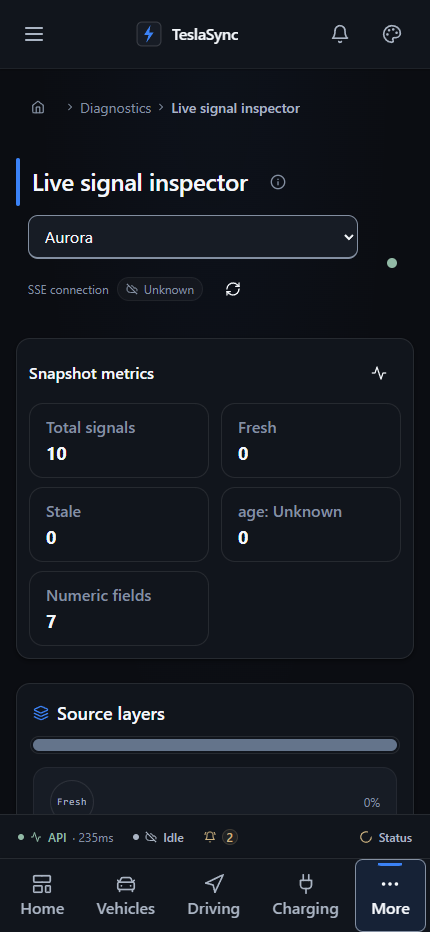 TeslaSync
Diagnostics
Live signal inspector
Live signal inspector
Aurora
SSE connection
Unknown
Snapshot metrics
Total signals
10
Fresh
0
Stale
0
age: Unknown
0
Numeric fields
7
Source layers
Fresh
0%
API · 235ms
Idle
2
Status
Home
Vehicles
Driving
Charging
More